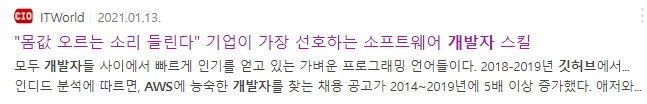 CIO ITWorld 2021.01.13.
"몸값 오르는 소리 들린다" 기업이 가장 선호하는 소프트웨어 개발자 스킬
모두 개발자들 사이에서 빠르게 인기를 얻고 있는 가벼운 프로그래밍 언어들이다. 2018-2019년 깃허브에서...
인디드 분석에 따르면, AWS에 능숙한 개발자를 찾는 채용 공고가 2014~2019년에 5배 이상 증가했다. 애저와...